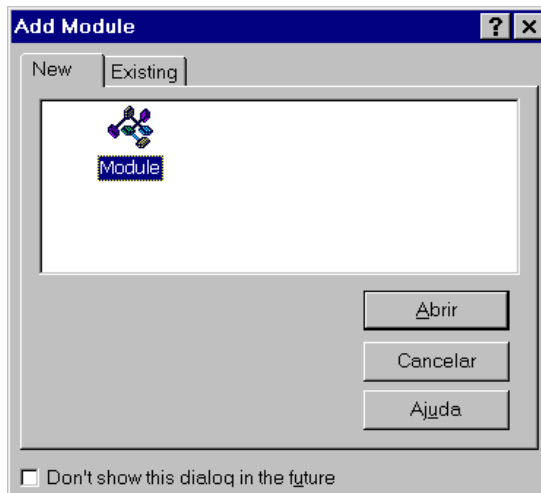 Add Module
New Existing
Module
Abrir
Cancelar
Ajuda
Don't show this dialog in the future